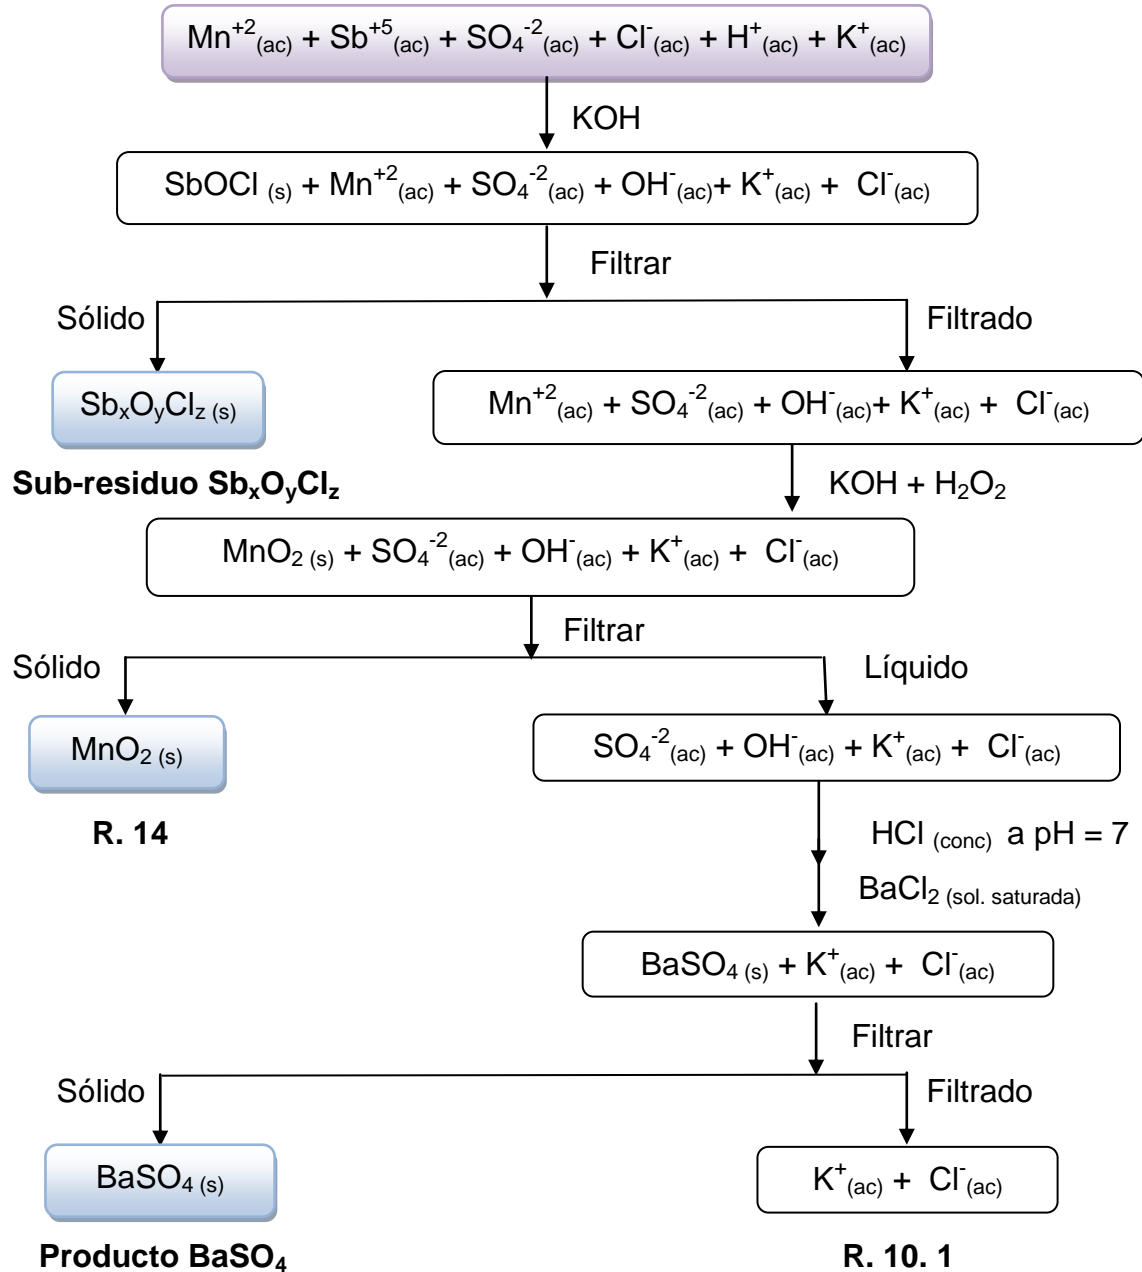 Mn⁺²(ac) + Sb⁺⁵(ac) + SO₄⁻²(ac) + Cl⁻(ac) + H⁺(ac) + K⁺(ac)
KOH
SbOCl (s) + Mn⁺²(ac) + SO₄⁻²(ac) + OH⁻(ac)+ K⁺(ac) + Cl⁻(ac)
Filtrar
Sólido
Filtrado
SbₓOᵧCl_z (s)
Mn⁺²(ac) + SO₄⁻²(ac) + OH⁻(ac)+ K⁺(ac) + Cl⁻(ac)
Sub-residuo SbₓOᵧCl_z
KOH + H₂O₂
MnO₂ (s) + SO₄⁻²(ac) + OH⁻(ac) + K⁺(ac) + Cl⁻(ac)
Filtrar
Sólido
Líquido
MnO₂ (s)
SO₄⁻²(ac) + OH⁻(ac) + K⁺(ac) + Cl⁻(ac)
R. 14
HCl (conc) a pH = 7
BaCl₂ (sol. saturada)
BaSO₄ (s) + K⁺(ac) + Cl⁻(ac)
Filtrar
Sólido
Filtrado
BaSO₄ (s)
K⁺(ac) + Cl⁻(ac)
Producto BaSO₄
R. 10. 1